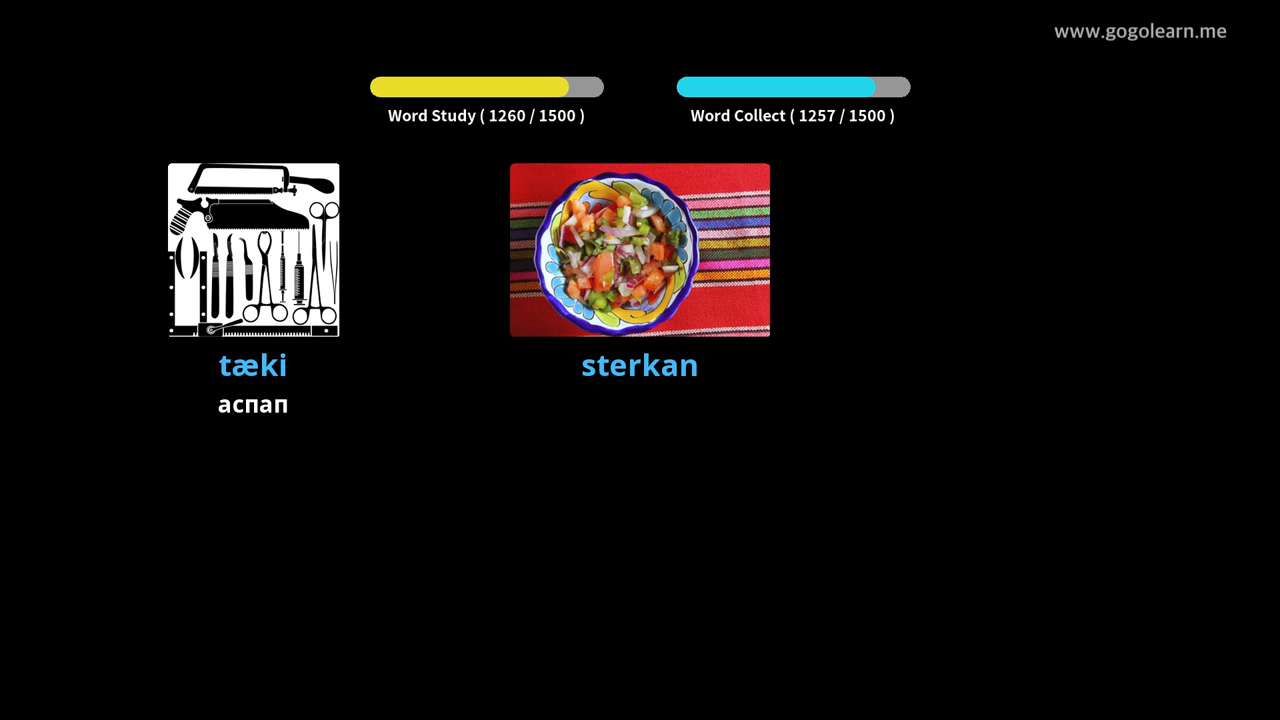 www.gogolearn.me
Word Study ( 1260 / 1500 )
Word Collect ( 1257 / 1500 )
tæki
sterkan
аспап